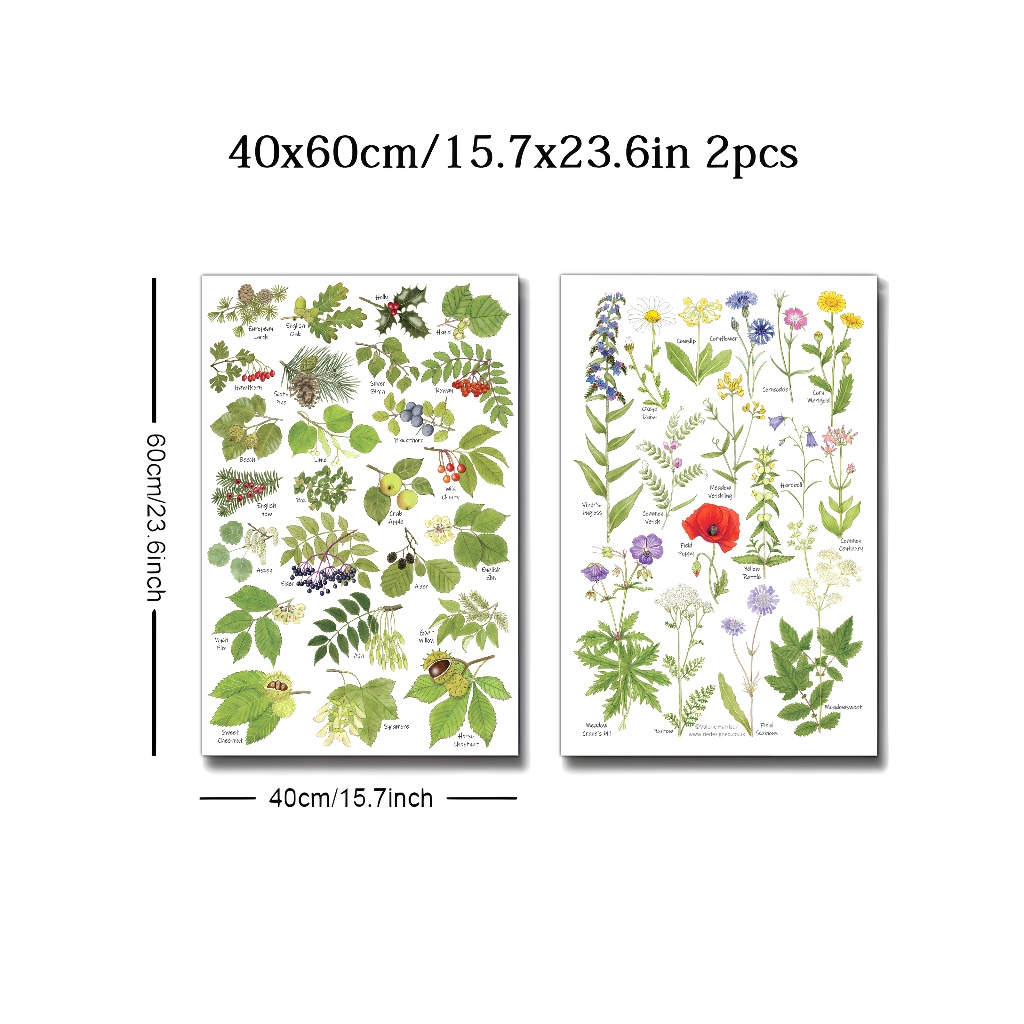 40x60cm/15.7x23.6in 2pcs
60cm/23.6inch
40cm/15.7inch
European
Larch
English
Oak
Holly
Hazel
Hawthorn
Scots
Pine
Silver
Birch
Rowan
Beech
Lime
Blackthorn
Wild
Cherry
English
Yew
Box
Crab
Apple
Aspen
Elder
Alder
English
Elm
Wych
Elm
Ash
Goat
Willow
Sweet
Chestnut
Sycamore
Horse
Chestnut
Viper's
Bugloss
Oxeye
Daisy
Cowslip
Cornflower
Corncockle
Corn
Marigold
Common
Vetch
Meadow
Vetchling
Harebell
Common
Centaury
Field
Poppy
Yellow
Rattle
Meadow
Crane's Bill
Yarrow
©Valerie Harrison
Field
Scabious
Meadowsweet